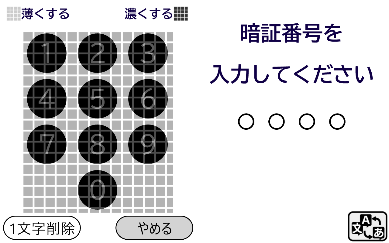 薄くする 濃くする
1 2 3
4 5 6
7 8 9
0
1文字削除 やめる
暗証番号を
入力してください
文 A あ